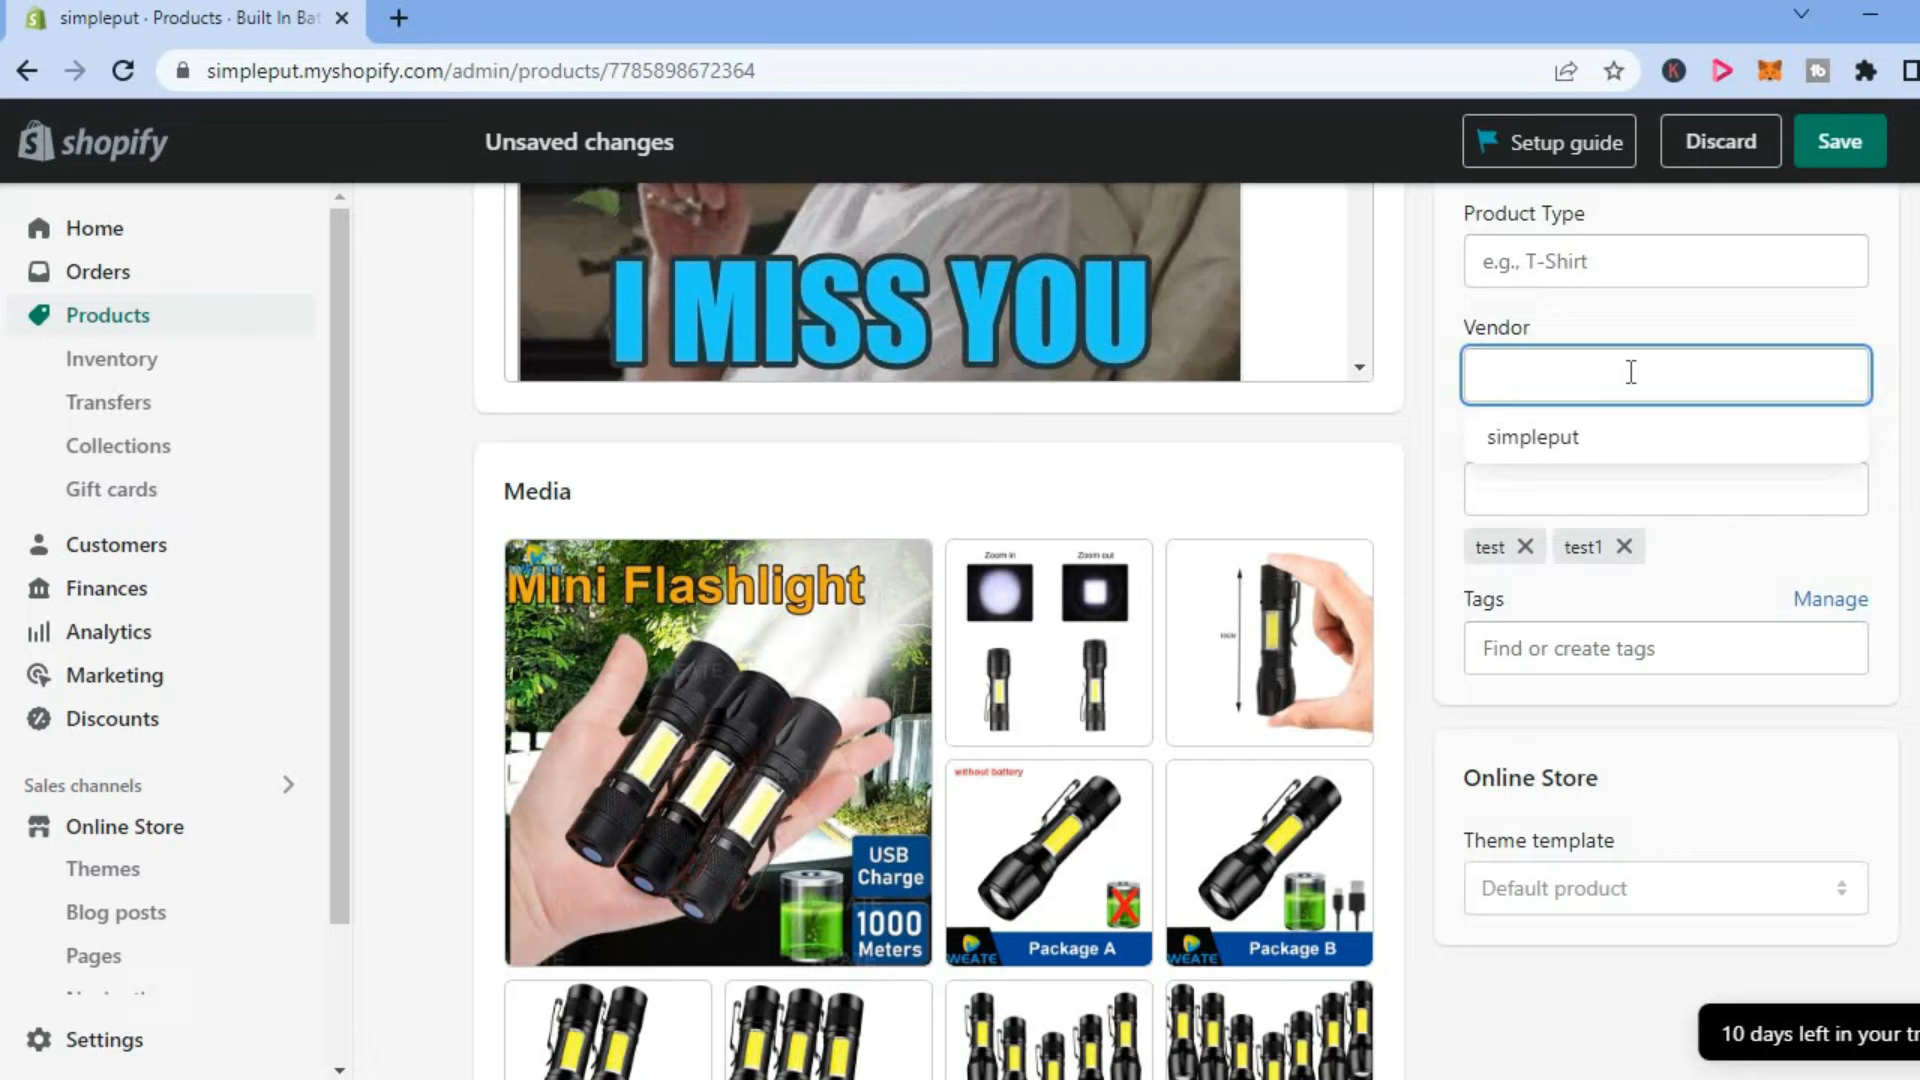 simpleput · Products · Built In Bat
simpleput.myshopify.com/admin/products/7785898672364
shopify
Unsaved changes
Setup guide
Discard
Save
Home
Orders
Products
Inventory
Transfers
Collections
Gift cards
Customers
Finances
Analytics
Marketing
Discounts
Sales channels
Online Store
Themes
Blog posts
Pages
Settings
I MISS YOU
Media
WEATE
Mini Flashlight
USB
Charge
1000
Meters
Zoom in
Zoom out
without battery
WEATE
Package A
WEATE
Package B
Product Type
e.g., T-Shirt
Vendor
simpleput
test
test1
Tags
Manage
Find or create tags
Online Store
Theme template
Default product
10 days left in your tr